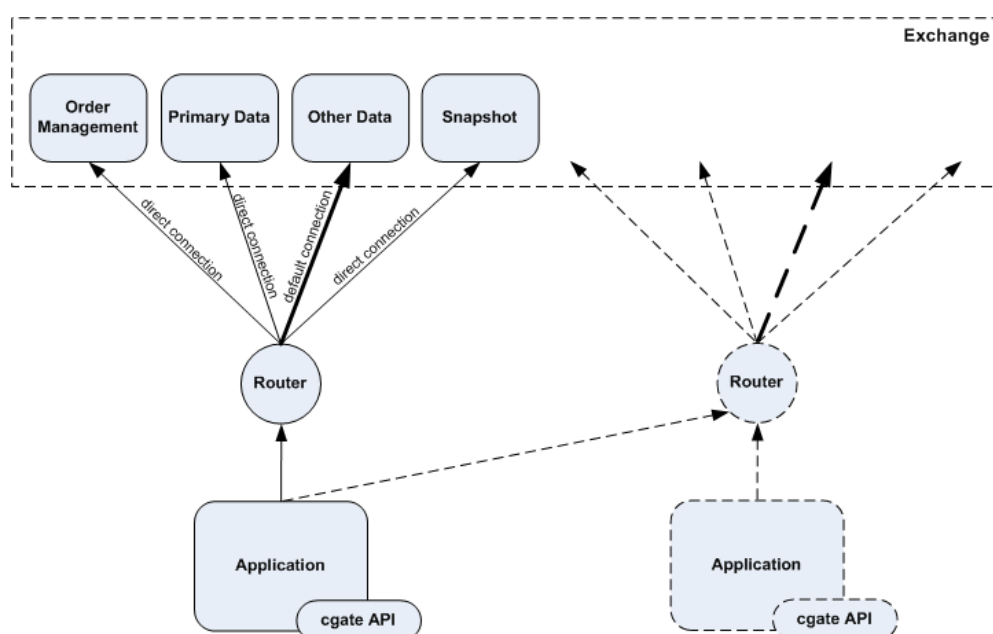 Exchange
Order
Management
Primary Data
Other Data
Snapshot
direct connection
direct connection
default connection
direct connection
Router
Router
Application
Application
cgate API
cgate API